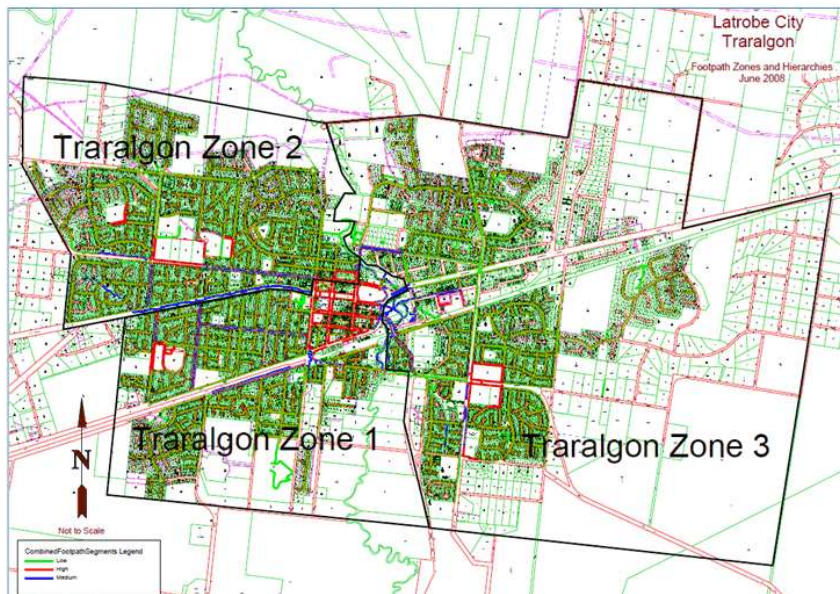 Latrobe City
Traralgon
Footpath Zones and Hierarchies
June 2008
Traralgon Zone 2
Traralgon Zone 1
Traralgon Zone 3
N
Not to Scale
CombinedFootpathSegments Legend
Low
High
Medium